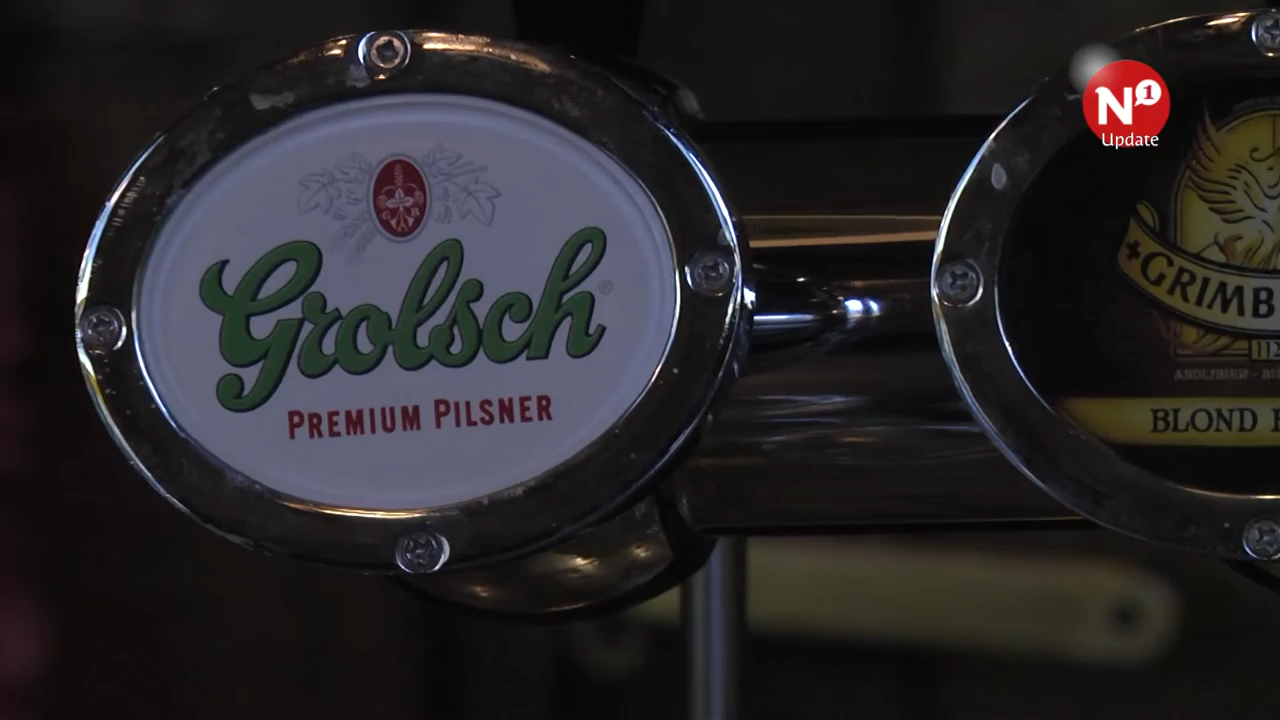 N1
Update
Grolsch®
PREMIUM PILSNER
GRIMB
BLOND